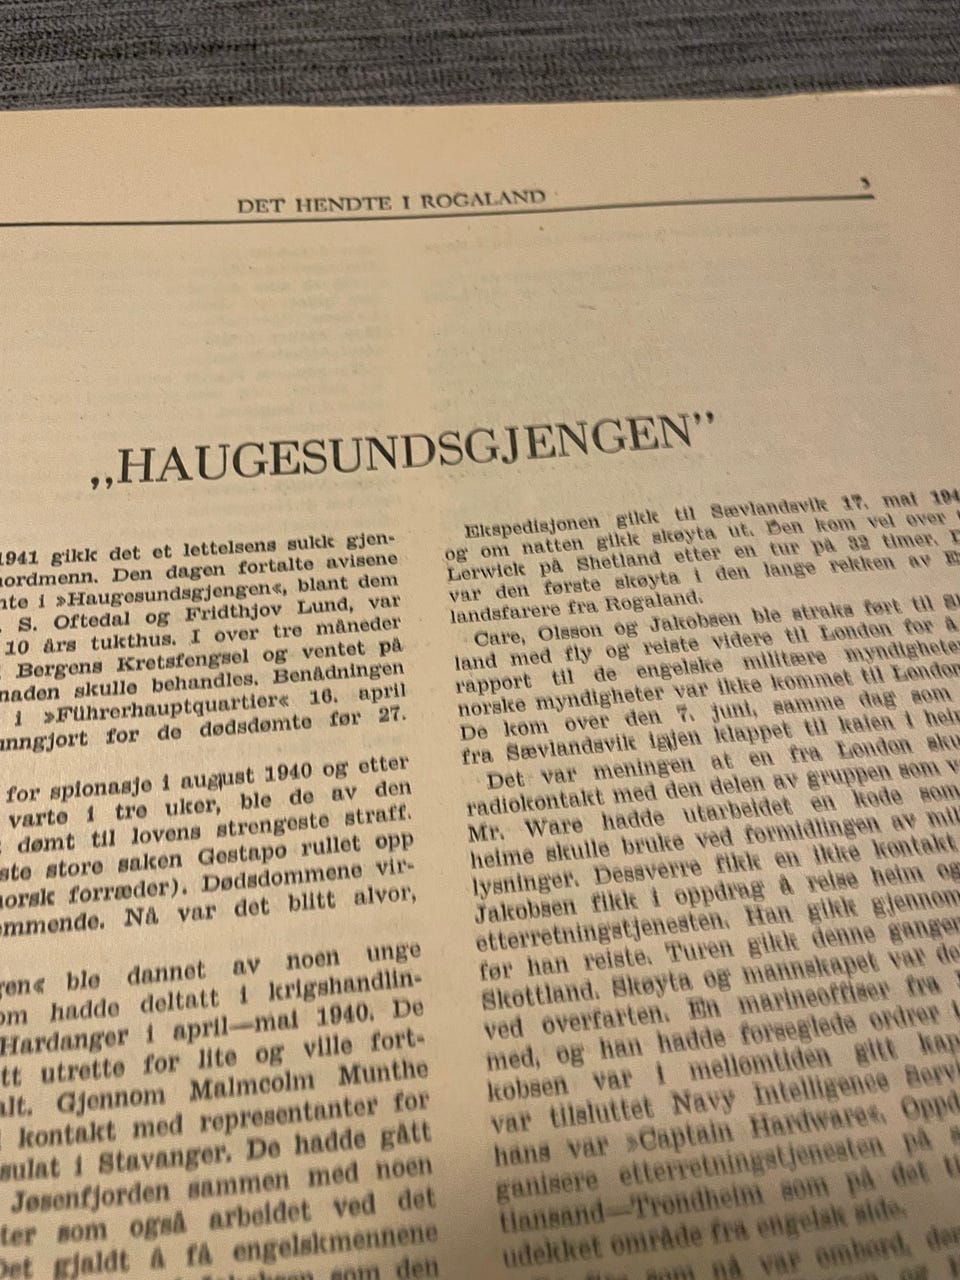 DET HENDTE I ROGALAND
„HAUGESUNDSGJENGEN”
1941 gikk det et lettelsens sukk gjen-
nordmenn. Den dagen fortalte avisene
i »Haugesundsgjengen«, blant dem
S. Oftedal og Fridthjov Lund, var
10 års tukthus. I over tre måneder
Bergens Kretsfengsel og ventet på
skulle behandles. Benådningen
i »Führerhauptquartier« 16. april
for de dødsdømte før 27.
for spionasje i august 1940 og etter
varte i tre uker, ble de av den
dømt til lovens strengeste straff.
store saken Gestapo rullet opp
norsk forræder). Dødsdommene vir-
Nå var det blitt alvor,
ble dannet av noen unge
hadde deltatt i krigshandlin-
Hardanger i april—mai 1940. De
utrette for lite og ville fort-
Gjennom Malmcolm Munthe
kontakt med representanter for
i Stavanger. De hadde gått
Jøsenfjorden sammen med noen
som også arbeidet ved det
gjaldt å få engelskmennene
som den
Ekspedisjonen gikk til Sævlandsvik 17. mai
og om natten gikk skøyta ut. Den kom vel over
Lerwick på Shetland etter en tur på 32 timer.
var den første skøyta i den lange rekken av
landsfarere fra Rogaland.
Care, Olsson og Jakobsen ble straks ført til
land med fly og reiste videre til London for å
rapport til de engelske militære
norske myndigheter var ikke kommet til London
De kom over den 7. juni, samme dag som
fra Sævlandsvik igjen klappet til kaien i
Det var meningen at en fra London
radiokontakt med den delen av gruppen som
Mr. Ware hadde utarbeidet en kode som
heime skulle bruke ved formidlingen av
lysninger. Dessverre fikk en ikke kontakt
Jakobsen fikk i oppdrag å reise heim og
etterretningstjenesten. Han gikk gjennom
før han reiste. Turen gikk denne gangen
Skottland. Skøyta og mannskapet var
ved overfarten. En marineoffiser fra
med, og han hadde forseglede ordrer
kobsen var i mellomtiden gitt
var tilsluttet Navy Intelligence
hans var »Captain Hardware«.
ganisere etterretningstjenesten på
tiansand—Trondheim som på det
udekket område fra engelsk side.
som nå var ombord,